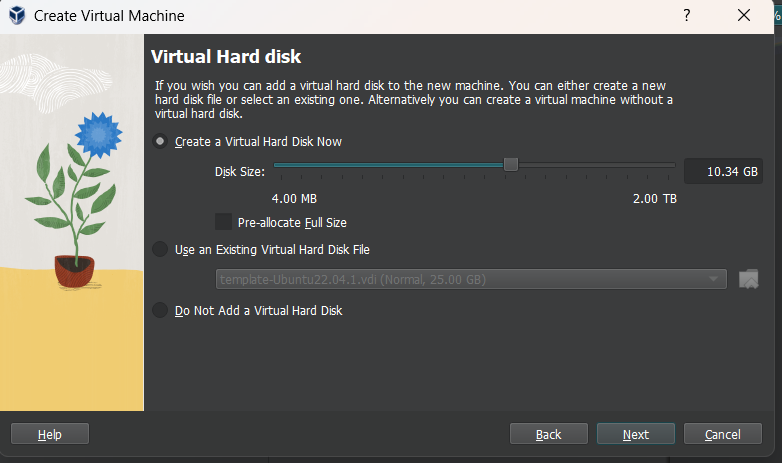 Create Virtual Machine
?
%
Virtual Hard disk
If you wish you can add a virtual hard disk to the new machine. You can either create a new
hard disk file or select an existing one. Alternatively you can create a virtual machine without a
virtual hard disk.
Create a Virtual Hard Disk Now
Disk Size:
10.34 GB
4.00 MB
2.00 TB
Pre-allocate Full Size
Use an Existing Virtual Hard Disk File
template-Ubuntu22.04.1.vdi (Normal, 25.00 GB)
Do Not Add a Virtual Hard Disk
Help
Back
Next
Cancel